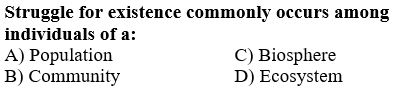 Struggle for existence commonly occurs among
individuals of a:
A) Population C) Biosphere
B) Community D) Ecosystem